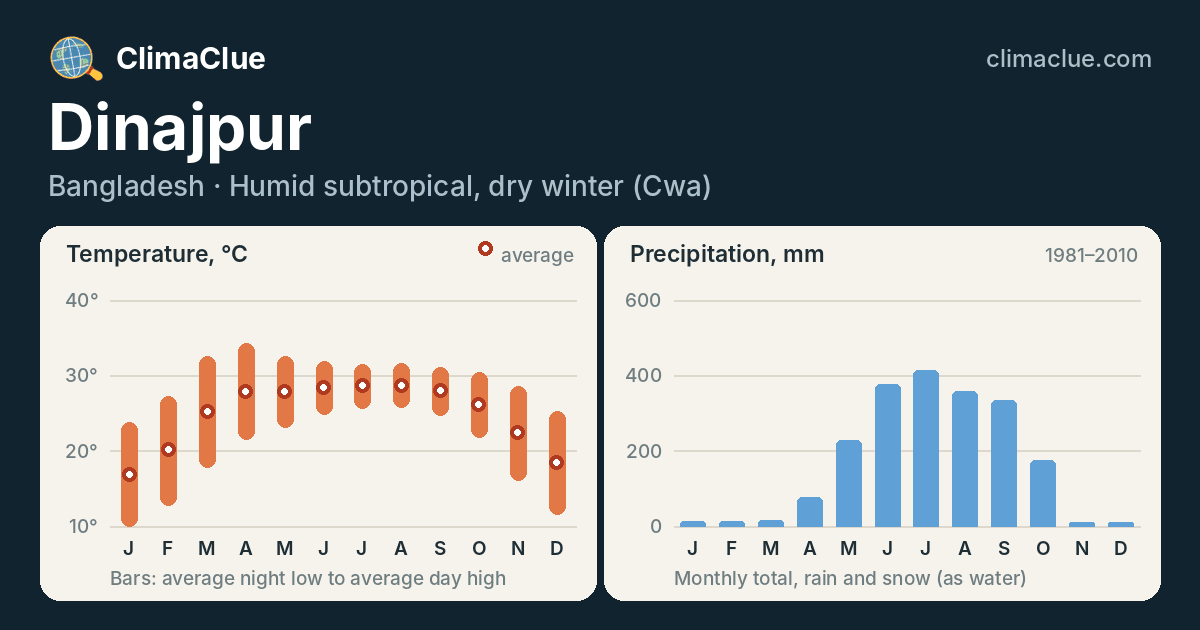 ClimaClue
climaclue.com
Dinajpur
Bangladesh · Humid subtropical, dry winter (Cwa)
Temperature, °C
average
40°
30°
20°
10°
J F M A M J J A S O N D
Bars: average night low to average day high
Precipitation, mm
1981–2010
600
400
200
0
J F M A M J J A S O N D
Monthly total, rain and snow (as water)